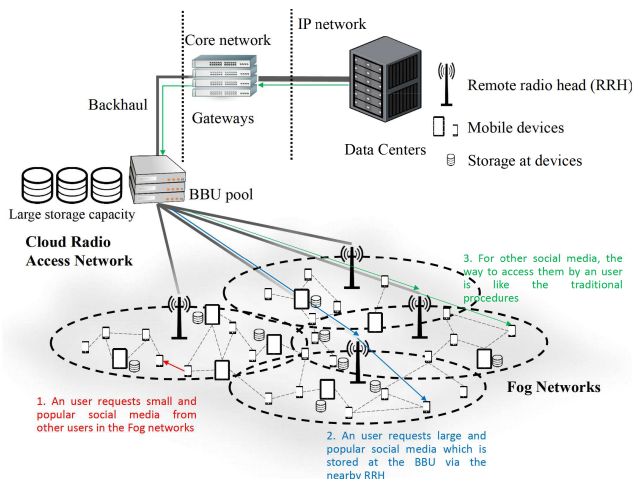 Core network
IP network
Backhaul
Gateways
Data Centers
Remote radio head (RRH)
Mobile devices
Storage at devices
BBU pool
Large storage capacity
Cloud Radio
Access Network
3. For other social media, the
way to access them by an user
is like the traditional
procedures
Fog Networks
1. An user requests small and
popular social media from
other users in the Fog networks
2. An user requests large and
popular social media which is
stored at the BBU via the
nearby RRH